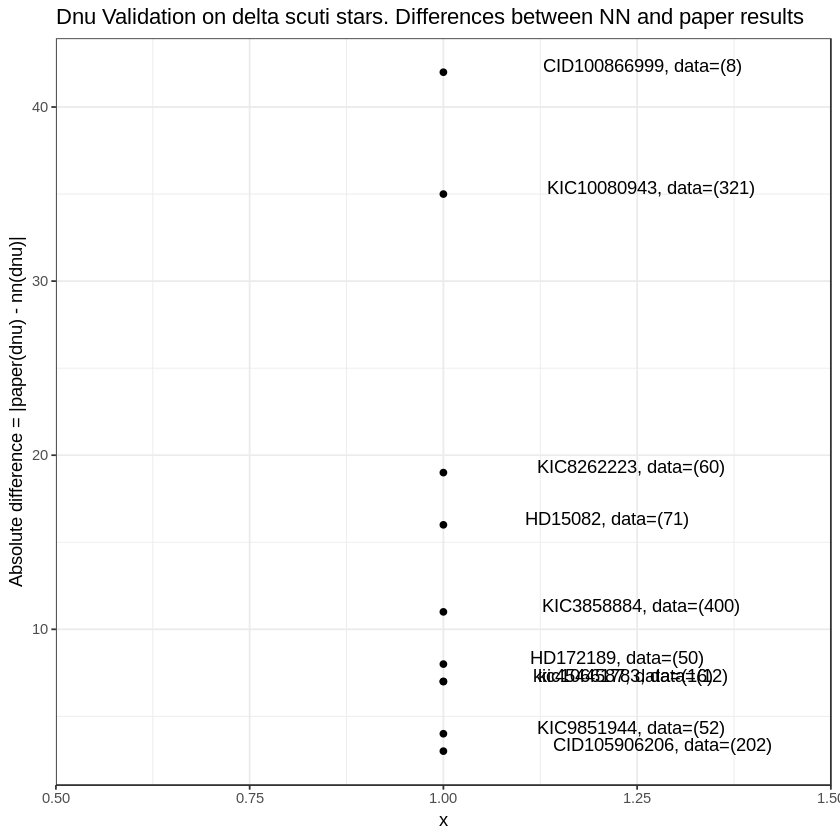 Dnu Validation on delta scuti stars. Differences between NN and paper results
Absolute difference = |paper(dnu) - nn(dnu)|
40
30
20
10
CID100866999, data=(8)
KIC10080943, data=(321)
KIC8262223, data=(60)
HD15082, data=(71)
KIC3858884, data=(400)
HD172189, data=(50)
KIC9851944, data=(52)
CID105906206, data=(202)
0.50
0.75
1.00
1.25
x